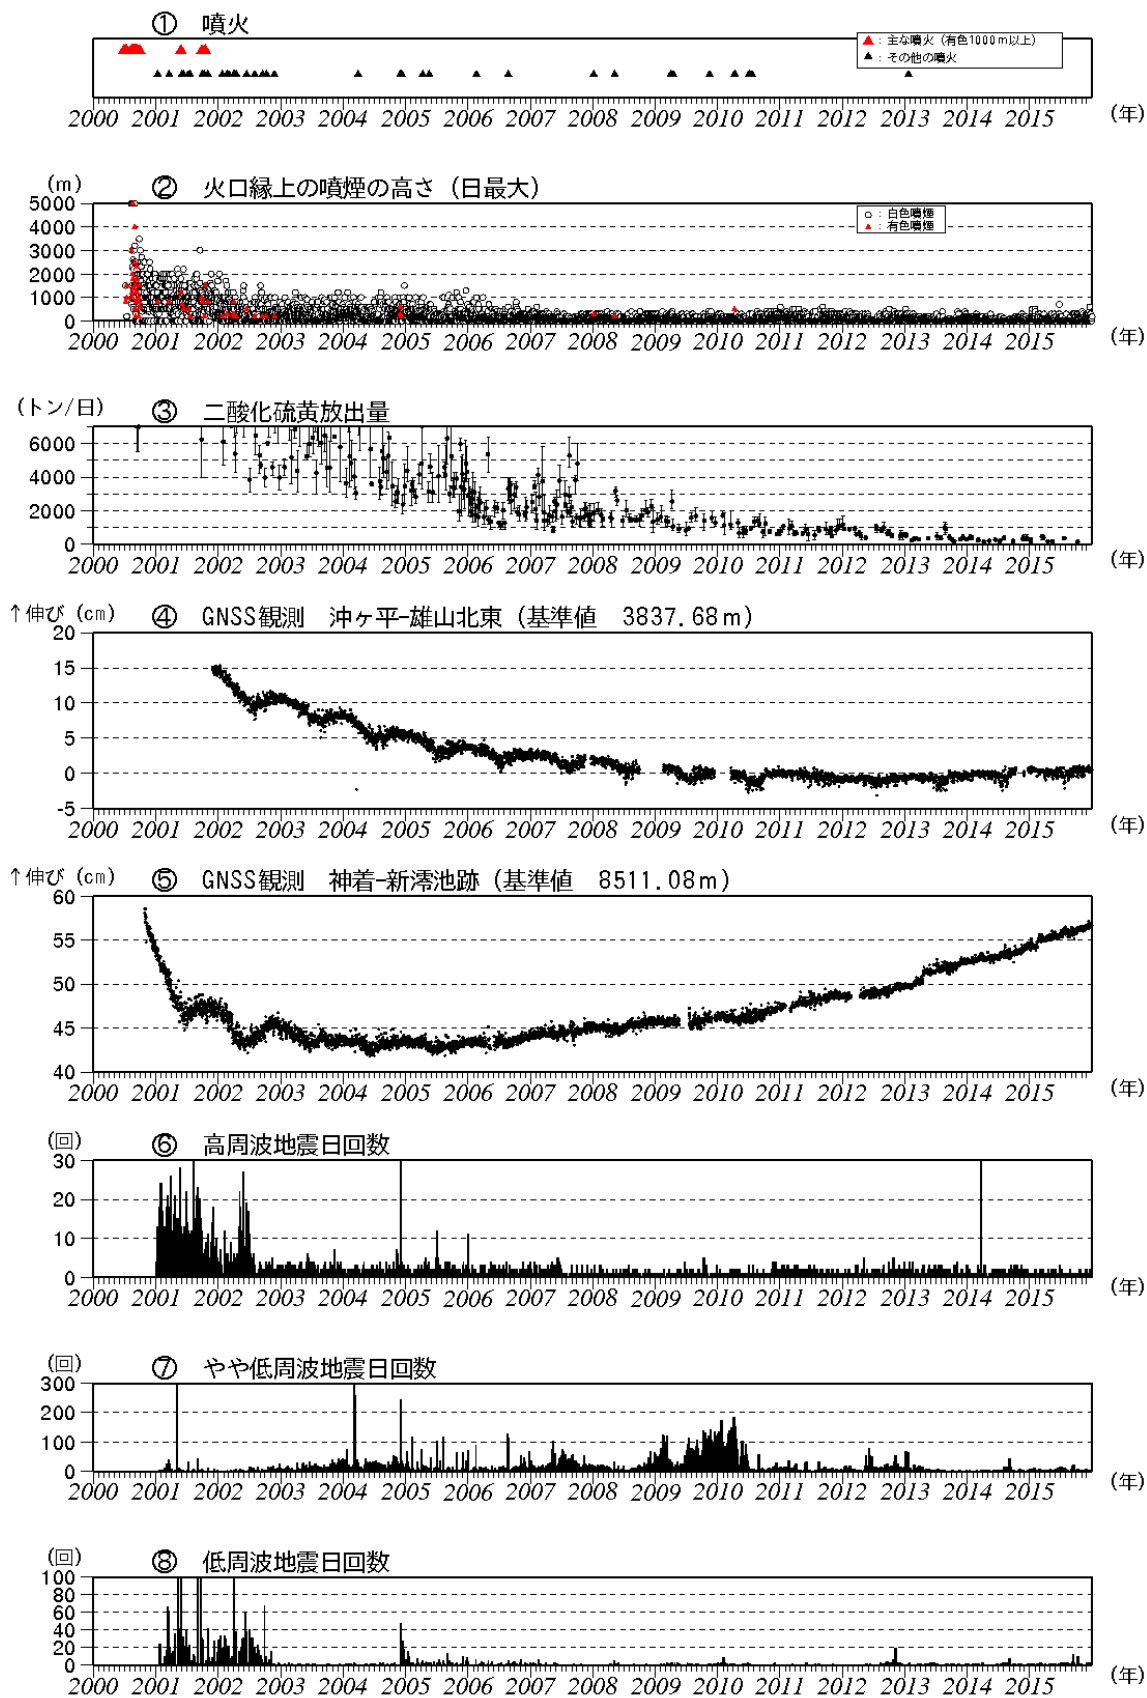 ① 噴火
▲：主な噴火（有色1000m以上）
▲：その他の噴火
2000 2001 2002 2003 2004 2005 2006 2007 2008 2009 2010 2011 2012 2013 2014 2015 (年)
(m) ② 火口縁上の噴煙の高さ（日最大）
○：白色噴煙
▲：有色噴煙
5000
4000
3000
2000
1000
0
2000 2001 2002 2003 2004 2005 2006 2007 2008 2009 2010 2011 2012 2013 2014 2015 (年)
(トン/日) ③ 二酸化硫黄放出量
6000
4000
2000
0
2000 2001 2002 2003 2004 2005 2006 2007 2008 2009 2010 2011 2012 2013 2014 2015 (年)
↑伸び (cm) ④ GNSS観測 沖ヶ平-雄山北東（基準値 3837.68m）
20
15
10
5
0
-5
2000 2001 2002 2003 2004 2005 2006 2007 2008 2009 2010 2011 2012 2013 2014 2015 (年)
↑伸び (cm) ⑤ GNSS観測 神着-新澪池跡（基準値 8511.08m）
60
55
50
45
40
2000 2001 2002 2003 2004 2005 2006 2007 2008 2009 2010 2011 2012 2013 2014 2015 (年)
(回) ⑥ 高周波地震日回数
30
20
10
0
2000 2001 2002 2003 2004 2005 2006 2007 2008 2009 2010 2011 2012 2013 2014 2015 (年)
(回) ⑦ やや低周波地震日回数
300
200
100
0
2000 2001 2002 2003 2004 2005 2006 2007 2008 2009 2010 2011 2012 2013 2014 2015 (年)
(回) ⑧ 低周波地震日回数
100
80
60
40
20
0
2000 2001 2002 2003 2004 2005 2006 2007 2008 2009 2010 2011 2012 2013 2014 2015 (年)